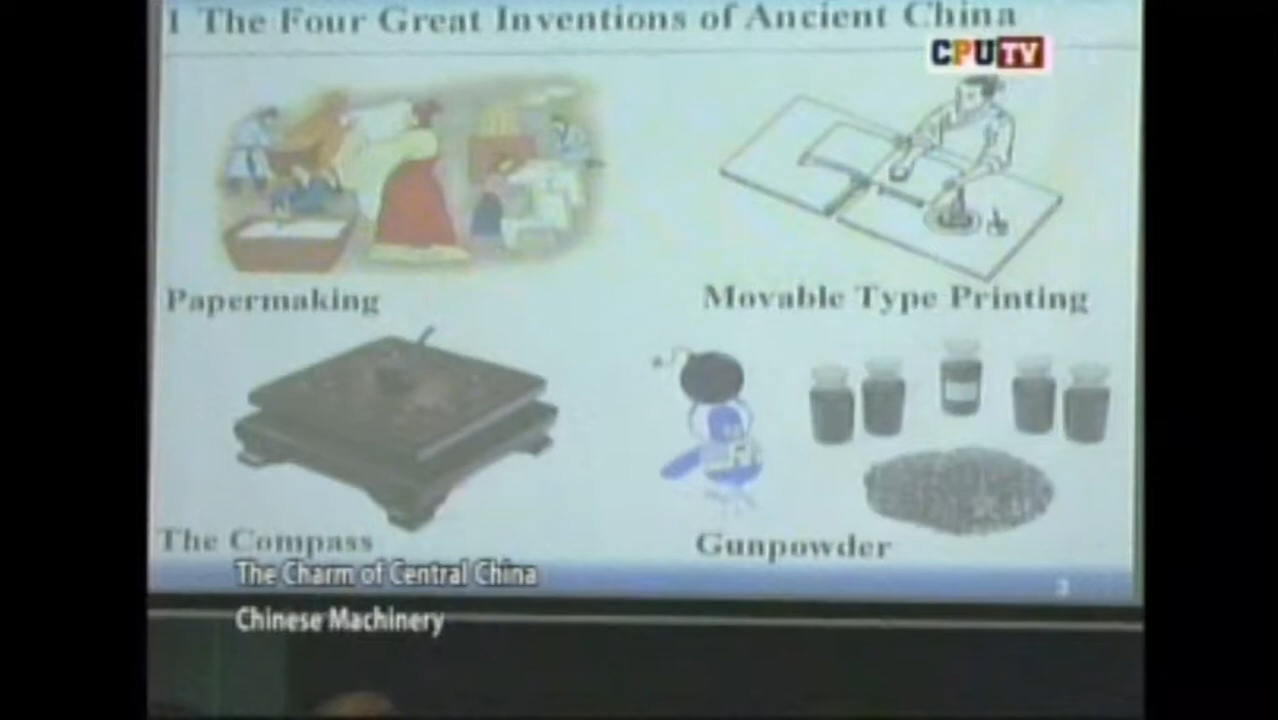 1 The Four Great Inventions of Ancient China
CPUTV
Papermaking
Movable Type Printing
The Compass
Gunpowder
The Charm of Central China
3
Chinese Machinery